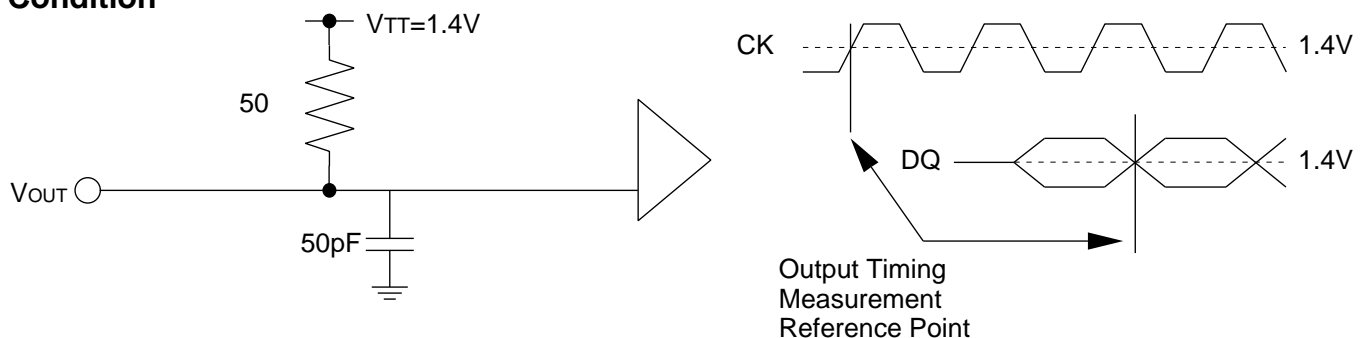 Condition
VTT=1.4V
50
VOUT
50pF
CK
1.4V
DQ
1.4V
Output Timing
Measurement
Reference Point